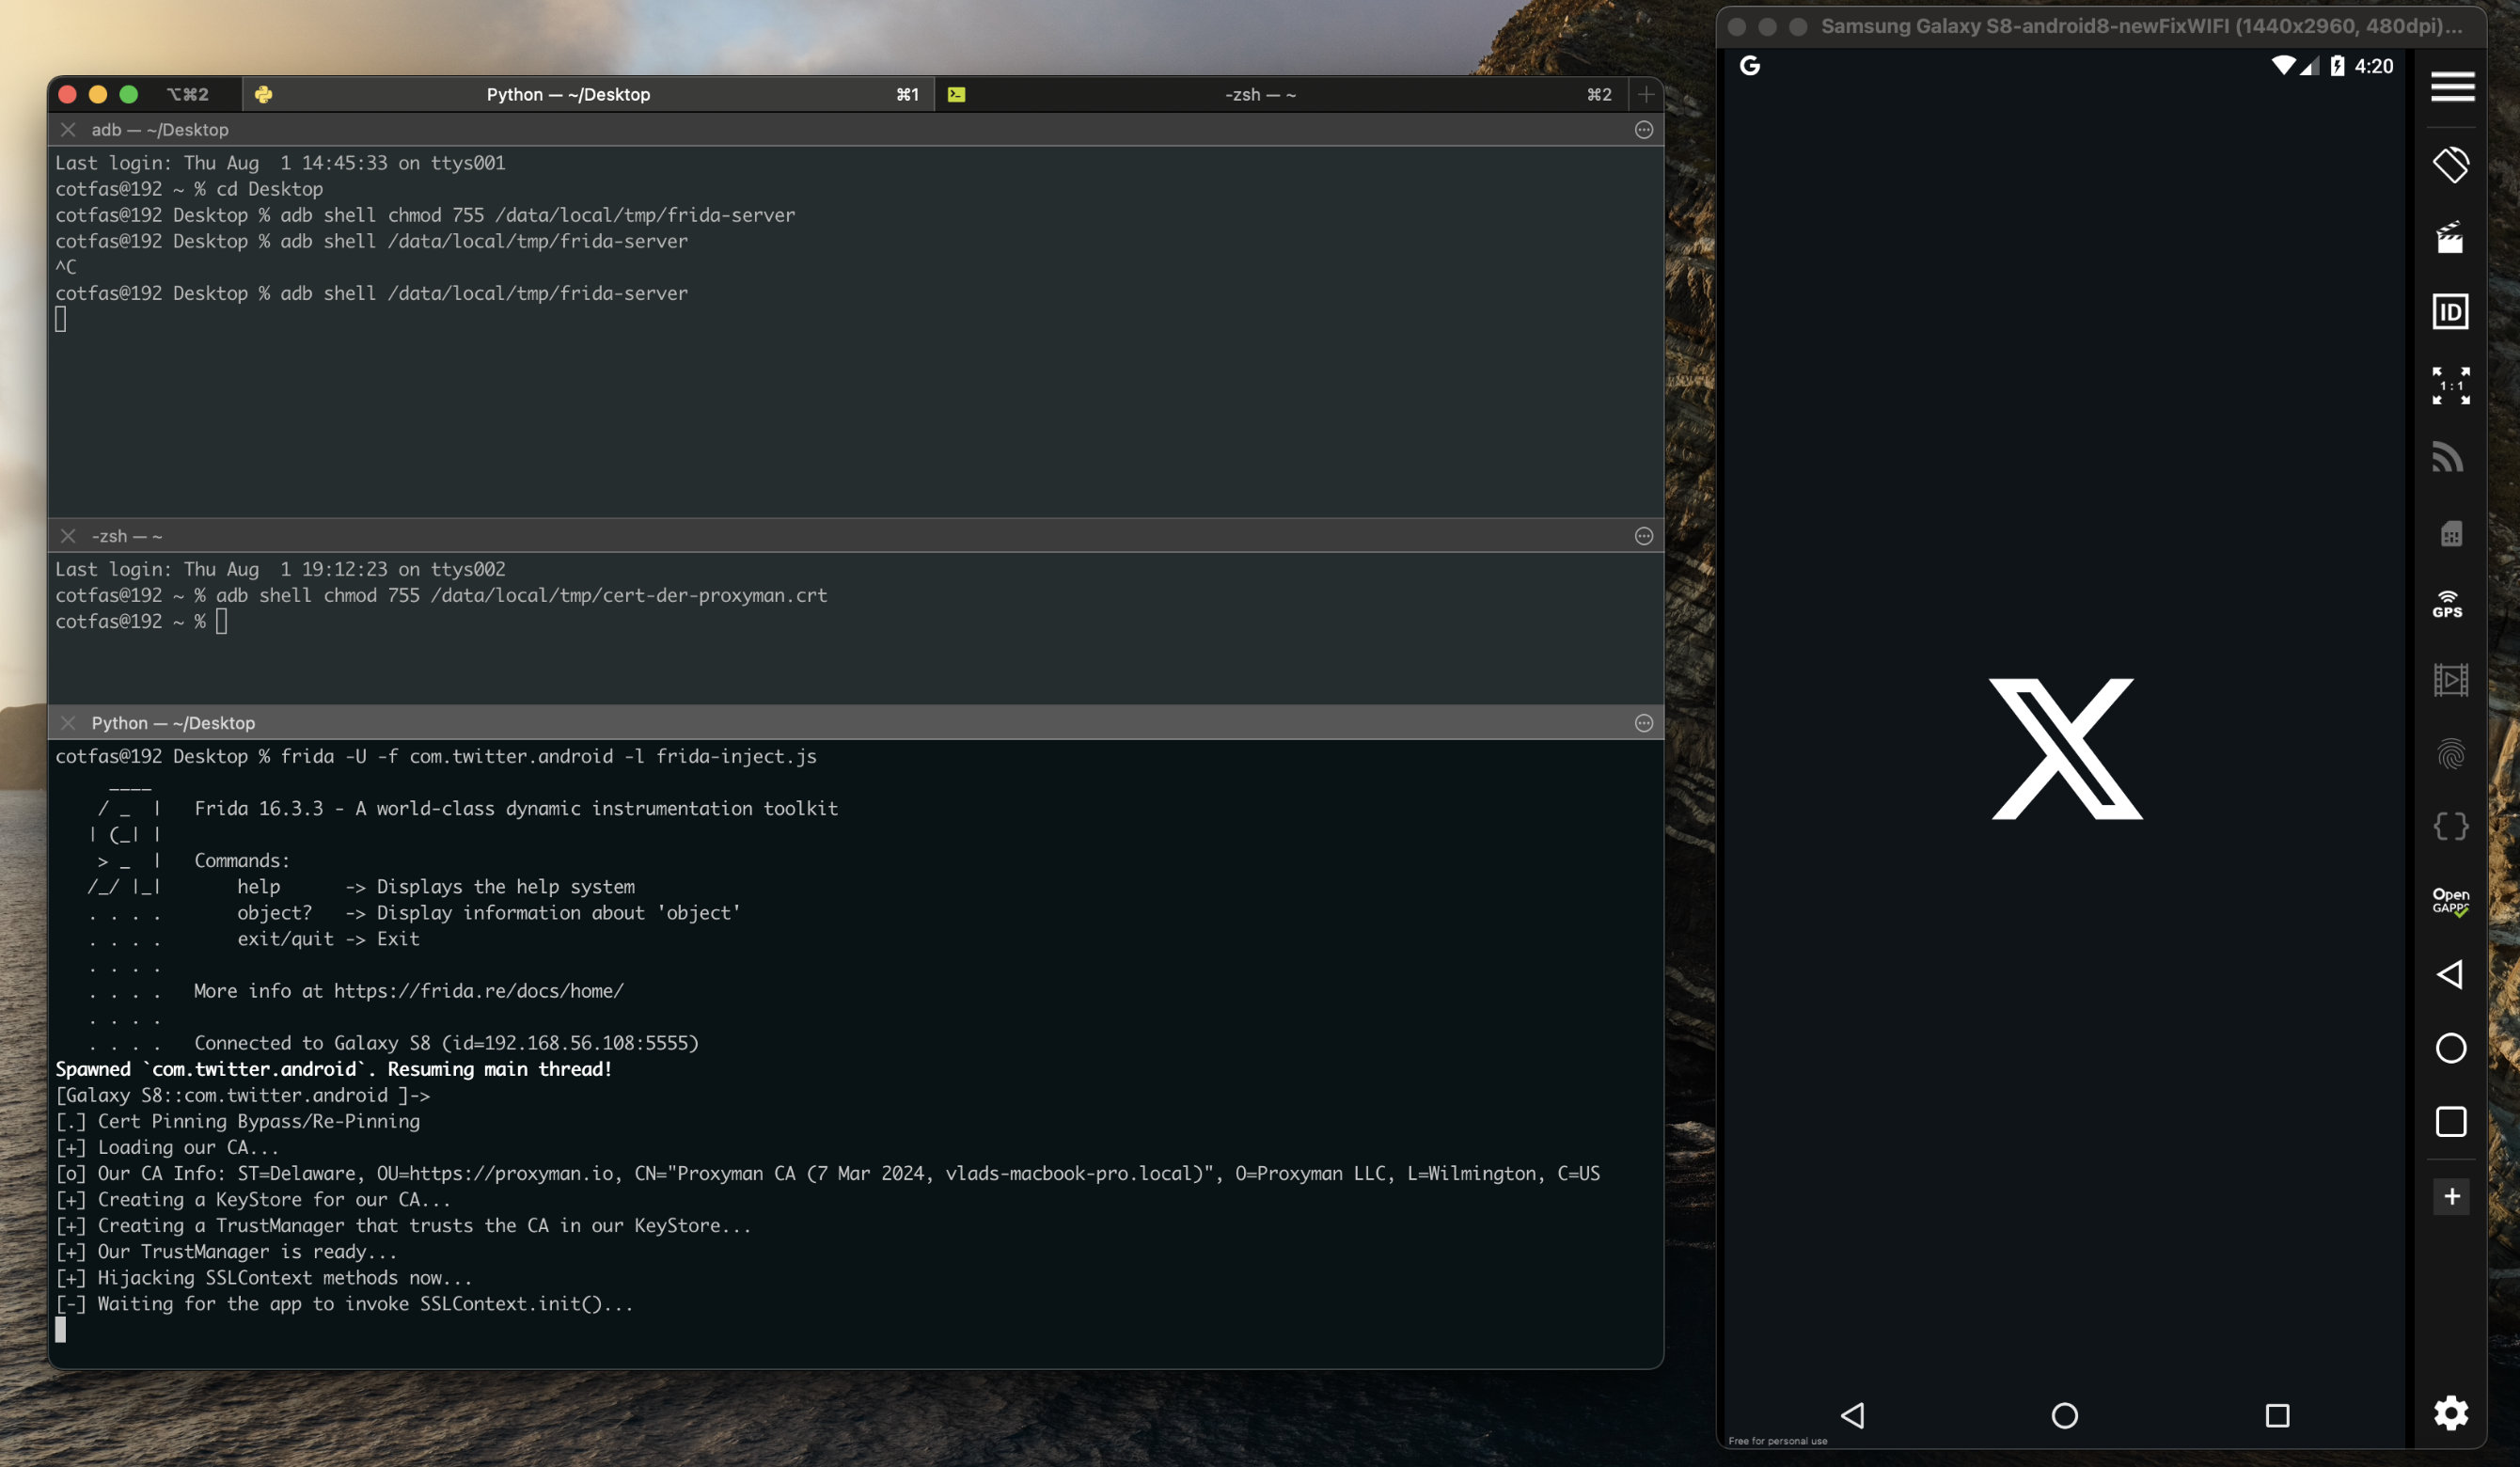 ⌥⌘2
Python — ~/Desktop
⌘1
-zsh — ~
⌘2
adb — ~/Desktop
Last login: Thu Aug  1 14:45:33 on ttys001
cotfas@192 ~ % cd Desktop
cotfas@192 Desktop % adb shell chmod 755 /data/local/tmp/frida-server
cotfas@192 Desktop % adb shell /data/local/tmp/frida-server
^C
cotfas@192 Desktop % adb shell /data/local/tmp/frida-server
-zsh — ~
Last login: Thu Aug  1 19:12:23 on ttys002
cotfas@192 ~ % adb shell chmod 755 /data/local/tmp/cert-der-proxyman.crt
cotfas@192 ~ %
Python — ~/Desktop
cotfas@192 Desktop % frida -U -f com.twitter.android -l frida-inject.js
     ____
    / _  |   Frida 16.3.3 - A world-class dynamic instrumentation toolkit
   | (_| |
    > _  |   Commands:
   /_/ |_|       help      -> Displays the help system
   . . . .       object?   -> Display information about 'object'
   . . . .       exit/quit -> Exit
   . . . .
   . . . .   More info at https://frida.re/docs/home/
   . . . .
   . . . .   Connected to Galaxy S8 (id=192.168.56.108:5555)
Spawned `com.twitter.android`. Resuming main thread!
[Galaxy S8::com.twitter.android ]->
[.] Cert Pinning Bypass/Re-Pinning
[+] Loading our CA...
[o] Our CA Info: ST=Delaware, OU=https://proxyman.io, CN="Proxyman CA (7 Mar 2024, vlads-macbook-pro.local)", O=Proxyman LLC, L=Wilmington, C=US
[+] Creating a KeyStore for our CA...
[+] Creating a TrustManager that trusts the CA in our KeyStore...
[+] Our TrustManager is ready...
[+] Hijacking SSLContext methods now...
[-] Waiting for the app to invoke SSLContext.init()...
Samsung Galaxy S8-android8-newFixWIFI (1440x2960, 480dpi)...
G
4:20
X
ID
1:1
GPS
{ }
Open
GAPPS
Free for personal use